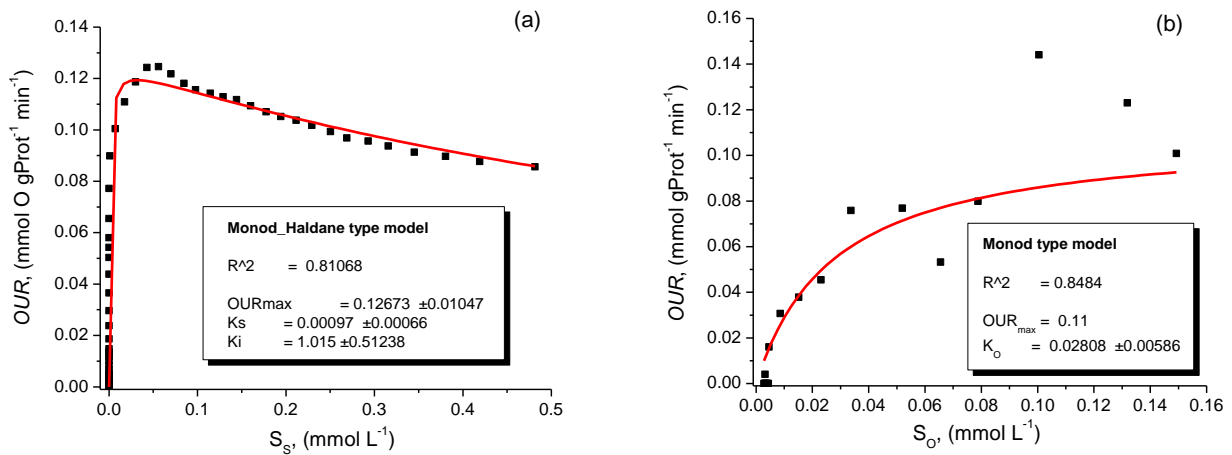 (a)
0.14
0.12
0.10
0.08
0.06
0.04
0.02
0.00
OUR, (mmol O gProt⁻¹ min⁻¹)
Monod_Haldane type model
R^2 = 0.81068
OURmax = 0.12673 ±0.01047
Ks = 0.00097 ±0.00066
Ki = 1.015 ±0.51238
0.0 0.1 0.2 0.3 0.4 0.5
S_S, (mmol L⁻¹)
(b)
0.16
0.14
0.12
0.10
0.08
0.06
0.04
0.02
0.00
OUR, (mmol gProt⁻¹ min⁻¹)
Monod type model
R^2 = 0.8484
OUR_max = 0.11
K_O = 0.02808 ±0.00586
0.00 0.02 0.04 0.06 0.08 0.10 0.12 0.14 0.16
S_O, (mmol L⁻¹)